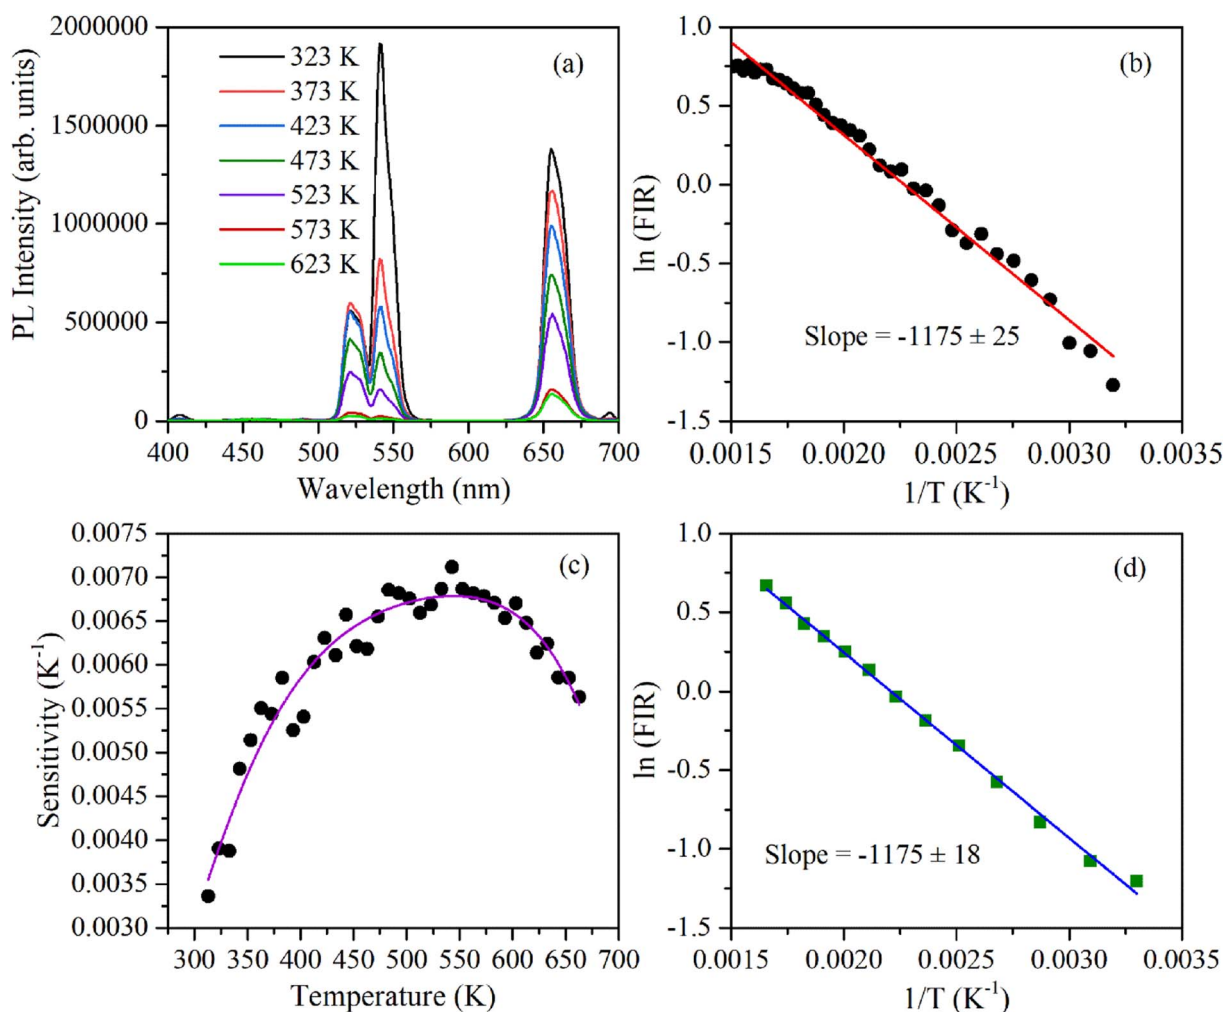 2000000
1500000
1000000
500000
0
400
450
500
550
600
650
700
PL Intensity (arb. units)
Wavelength (nm)
323 K
373 K
423 K
473 K
523 K
573 K
623 K
(a)
1.0
0.5
0.0
-0.5
-1.0
-1.5
0.0015
0.0020
0.0025
0.0030
0.0035
ln (FIR)
1/T (K⁻¹)
(b)
Slope = -1175 ± 25
0.0075
0.0070
0.0065
0.0060
0.0055
0.0050
0.0045
0.0040
0.0035
0.0030
300
350
400
450
500
550
600
650
700
Sensitivity (K⁻¹)
Temperature (K)
(c)
1.0
0.5
0.0
-0.5
-1.0
-1.5
0.0015
0.0020
0.0025
0.0030
0.0035
ln (FIR)
1/T (K⁻¹)
(d)
Slope = -1175 ± 18